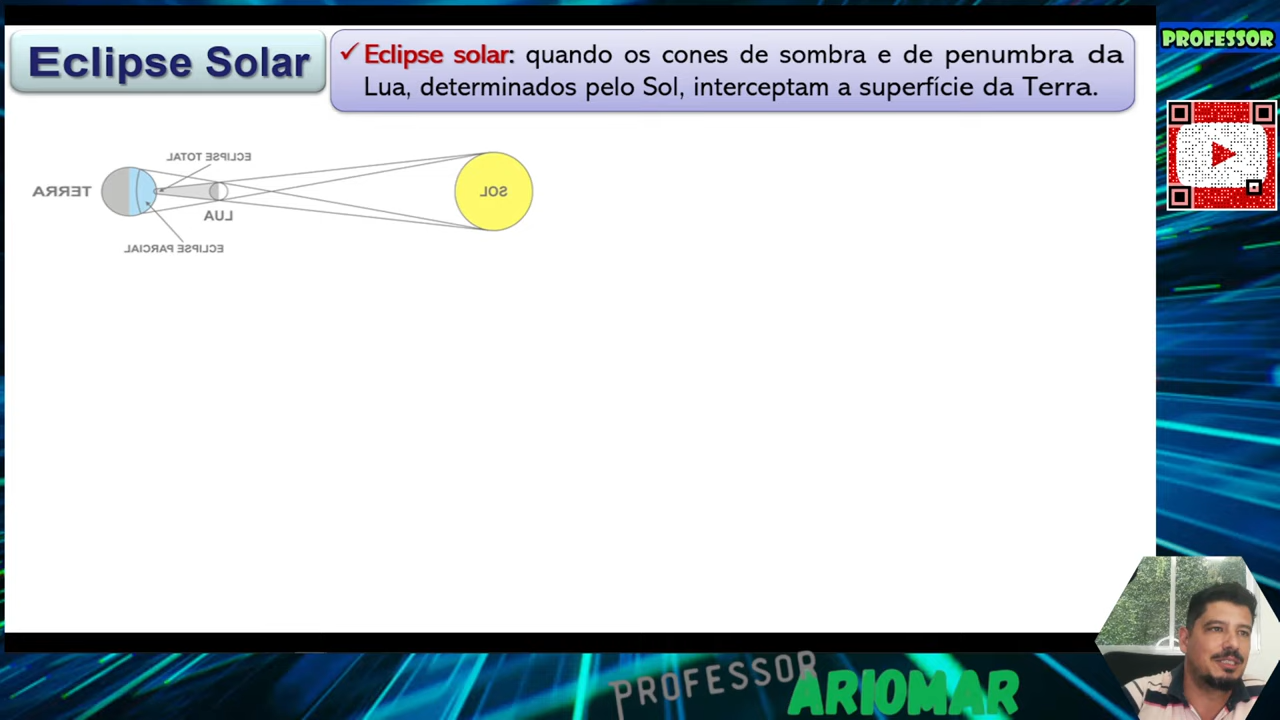 Eclipse Solar
✓ Eclipse solar: quando os cones de sombra e de penumbra da
Lua, determinados pelo Sol, interceptam a superfície da Terra.
PROFESSOR
ECLIPSE TOTAL
TERRA
SOL
LUA
ECLIPSE PARCIAL
PROFESSOR
ARIOMAR